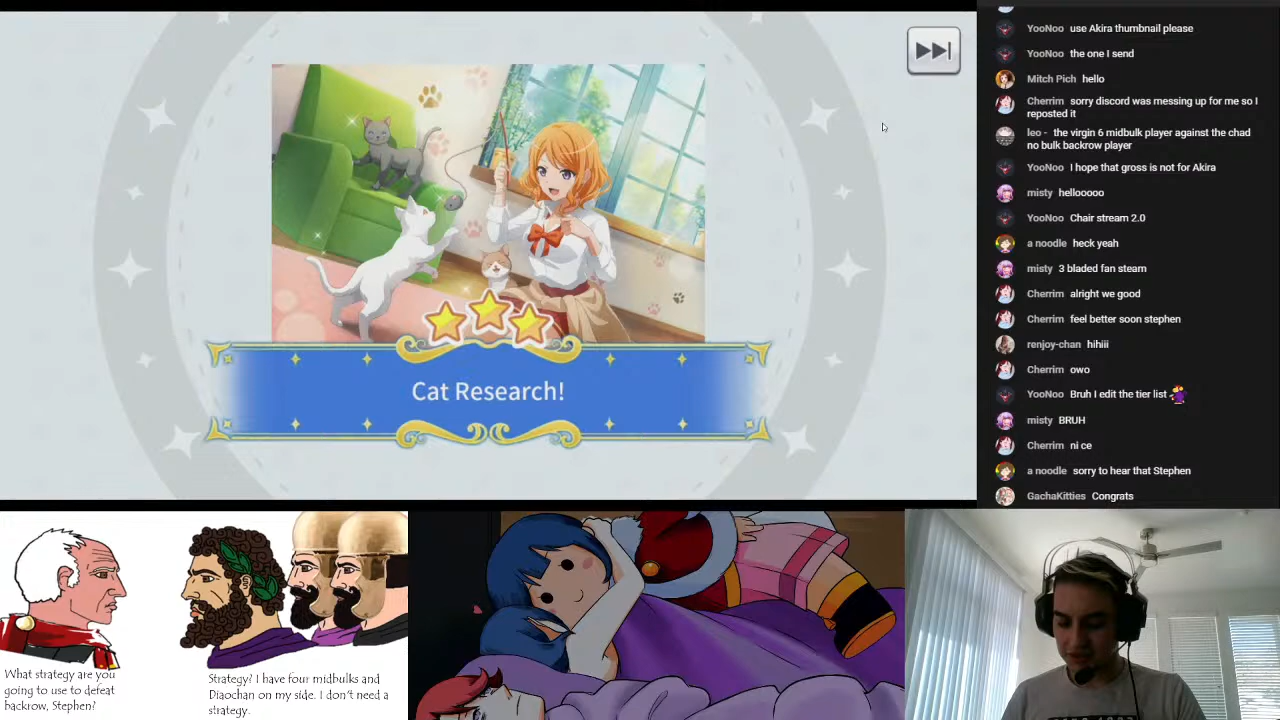 Cat Research!
YooNoo use Akira thumbnail please
YooNoo the one I send
Mitch Pich hello
Cherrim sorry discord was messing up for me so I
reposted it
leo - the virgin 6 midbulk player against the chad
no bulk backrow player
YooNoo I hope that gross is not for Akira
misty hellooooo
YooNoo Chair stream 2.0
a noodle heck yeah
misty 3 bladed fan steam
Cherrim alright we good
Cherrim feel better soon stephen
renjoy-chan hihiii
Cherrim owo
YooNoo Bruh I edit the tier list
misty BRUH
Cherrim ni ce
a noodle sorry to hear that Stephen
GachaKitties Congrats
What strategy are you
going to use to defeat
backrow, Stephen?
Strategy? I have four midbulks and
Diaochan on my side. I don't need a
strategy.